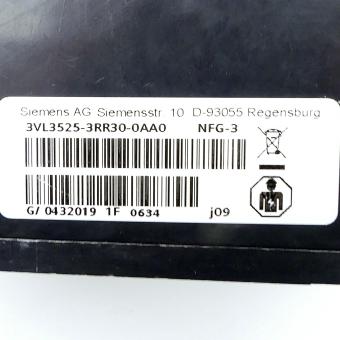 Siemens AG Siemensstr. 10 D-93055 Regensburg
3VL3525-3RR30-0AA0 NFG-3
G/ 0432019 1F 0634 j09